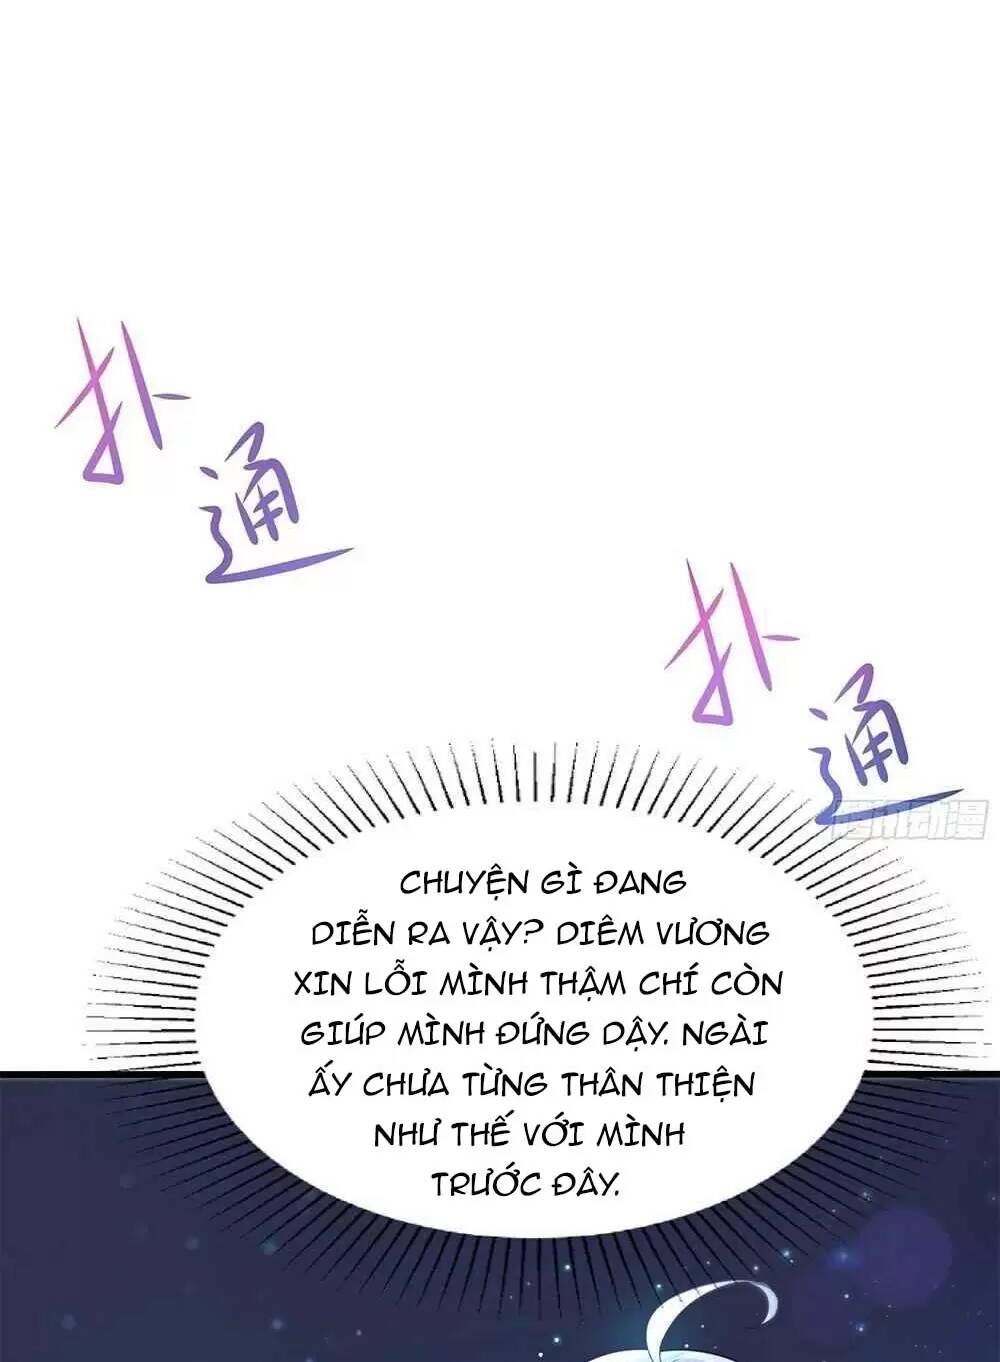 扑
通
扑
通
CHUYỆN GÌ ĐANG
DIỄN RA VẬY? DIÊM VƯƠNG
XIN LỖI MÌNH THẬM CHÍ CÒN
GIÚP MÌNH ĐỨNG DẬY. NGÀI
ẤY CHƯA TỪNG THÂN THIỆN
NHƯ THẾ VỚI MÌNH
TRƯỚC ĐÂY.